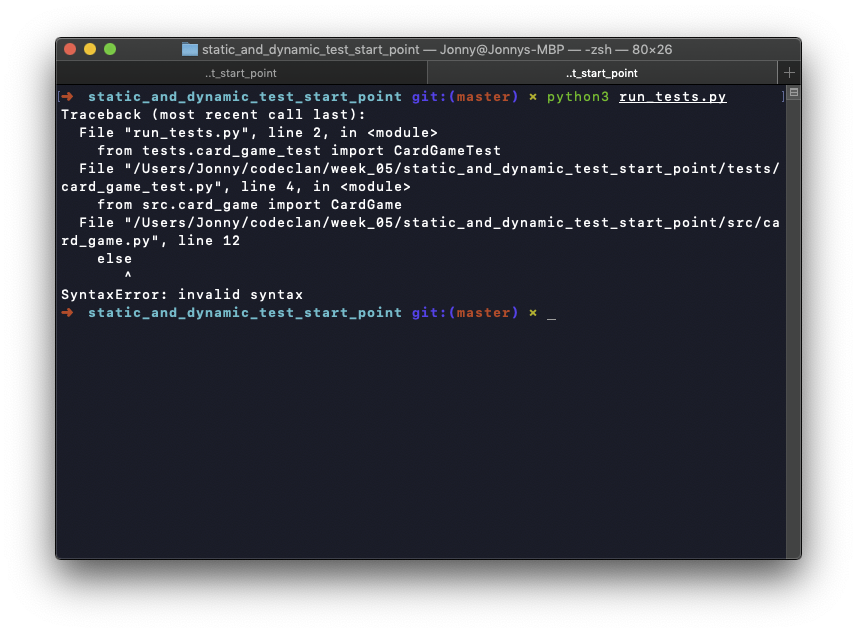 static_and_dynamic_test_start_point — Jonny@Jonnys-MBP — -zsh — 80×26
..t_start_point ..t_start_point +
[➜ static_and_dynamic_test_start_point git:(master) × python3 run_tests.py ]
Traceback (most recent call last):
  File "run_tests.py", line 2, in <module>
    from tests.card_game_test import CardGameTest
  File "/Users/Jonny/codeclan/week_05/static_and_dynamic_test_start_point/tests/
card_game_test.py", line 4, in <module>
    from src.card_game import CardGame
  File "/Users/Jonny/codeclan/week_05/static_and_dynamic_test_start_point/src/ca
rd_game.py", line 12
    else
       ^
SyntaxError: invalid syntax
➜ static_and_dynamic_test_start_point git:(master) × _